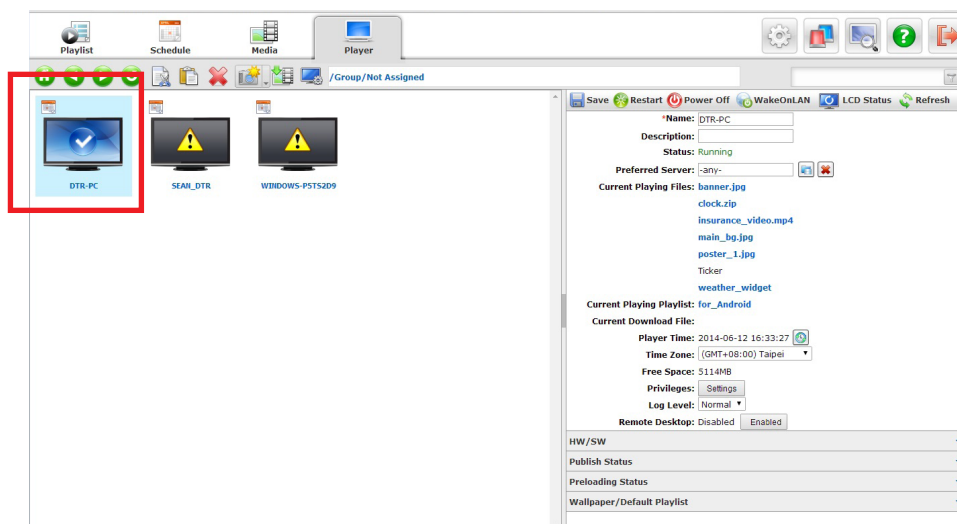 Playlist Schedule Media Player
/Group/Not Assigned
DTR-PC SEAN_DTR WINDOWS-P5TS2D9
Save Restart Power Off WakeOnLAN LCD Status Refresh
*Name: DTR-PC
Description:
Status: Running
Preferred Server: -any-
Current Playing Files: banner.jpg
clock.zip
insurance_video.mp4
main_bg.jpg
poster_1.jpg
Ticker
weather_widget
Current Playing Playlist: for_Android
Current Download File:
Player Time: 2014-06-12 16:33:27
Time Zone: (GMT+08:00) Taipei
Free Space: 5114MB
Privileges: Settings
Log Level: Normal
Remote Desktop: Disabled Enabled
HW/SW
Publish Status
Preloading Status
Wallpaper/Default Playlist